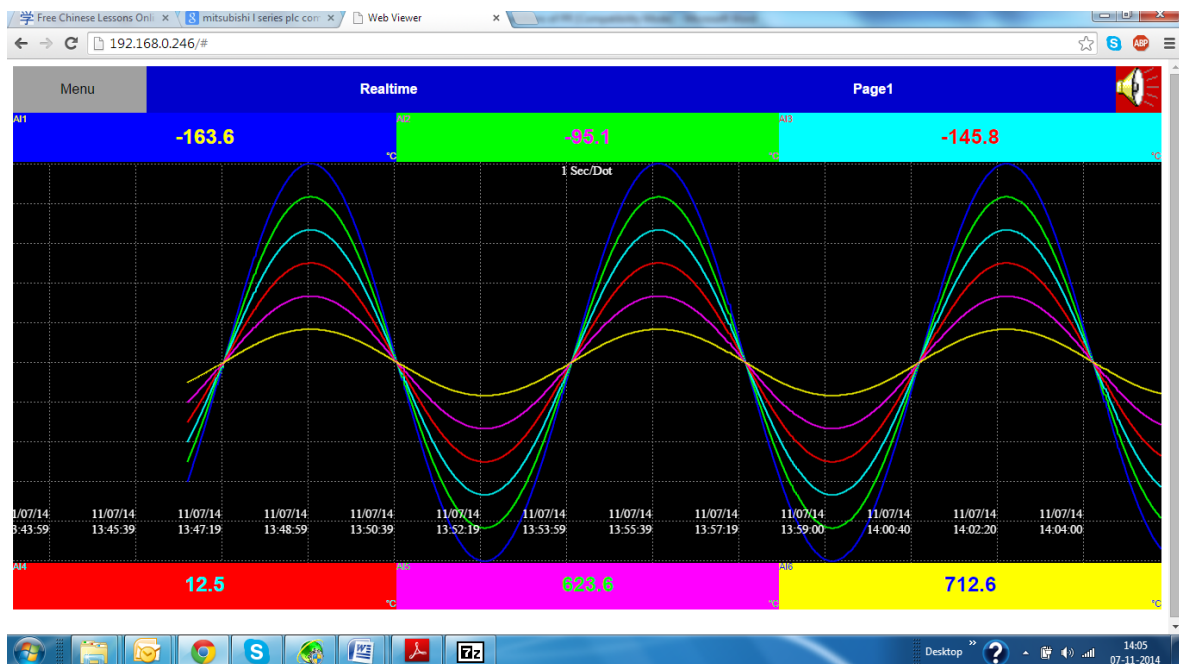 Free Chinese Lessons Onli
mitsubishi l series plc com
Web Viewer
192.168.0.246/#
S ABP
Menu Realtime Page1
AI1 AI2 AI3
-163.6 -95.1 -145.8
°C °C °C
1 Sec/Dot
1/07/14 11/07/14 11/07/14 11/07/14 11/07/14 11/07/14 11/07/14 11/07/14 11/07/14 11/07/14 11/07/14 11/07/14 11/07/14
3:43:59 13:45:39 13:47:19 13:48:59 13:50:39 13:52:19 13:53:59 13:55:39 13:57:19 13:59:00 14:00:40 14:02:20 14:04:00
AI4 AI5 AI6
12.5 623.6 712.6
°C °C °C
Desktop
14:05
07-11-2014